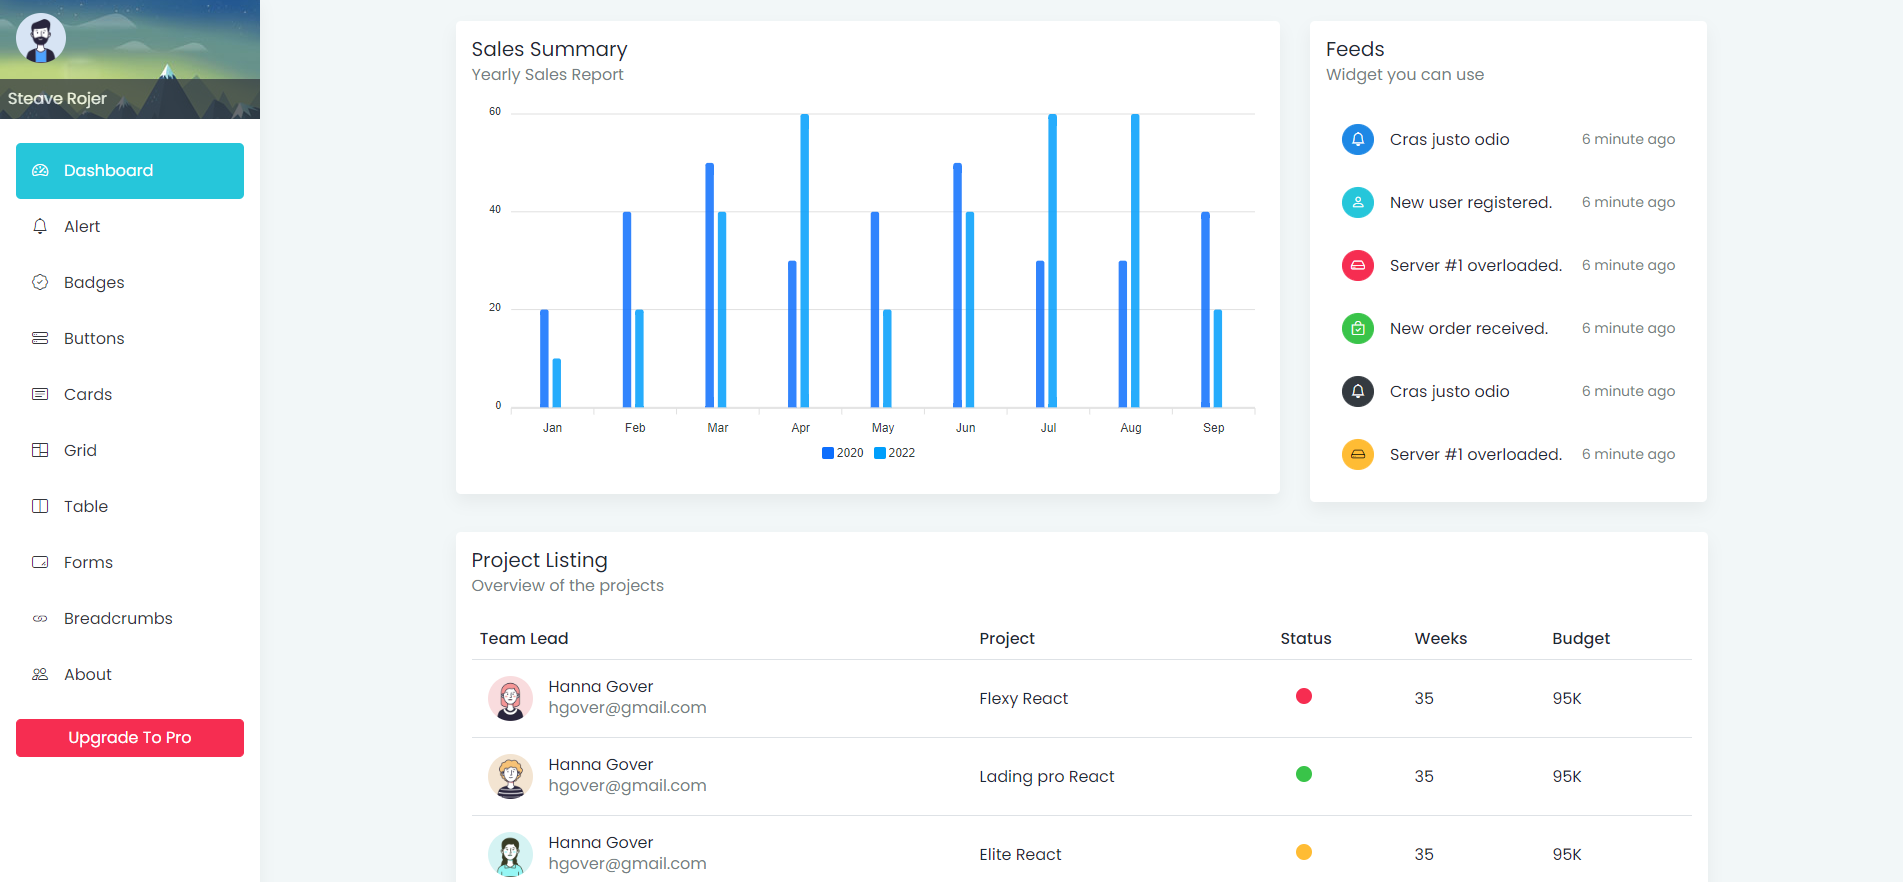 Steave Rojer
Dashboard
Alert
Badges
Buttons
Cards
Grid
Table
Forms
Breadcrumbs
About
Upgrade To Pro
Sales Summary
Yearly Sales Report
60
40
20
0
Jan Feb Mar Apr May Jun Jul Aug Sep
2020 2022
Feeds
Widget you can use
Cras justo odio 6 minute ago
New user registered. 6 minute ago
Server #1 overloaded. 6 minute ago
New order received. 6 minute ago
Cras justo odio 6 minute ago
Server #1 overloaded. 6 minute ago
Project Listing
Overview of the projects
Team Lead Project Status Weeks Budget
Hanna Gover
hgover@gmail.com
Flexy React 35 95K
Hanna Gover
hgover@gmail.com
Lading pro React 35 95K
Hanna Gover
hgover@gmail.com
Elite React 35 95K